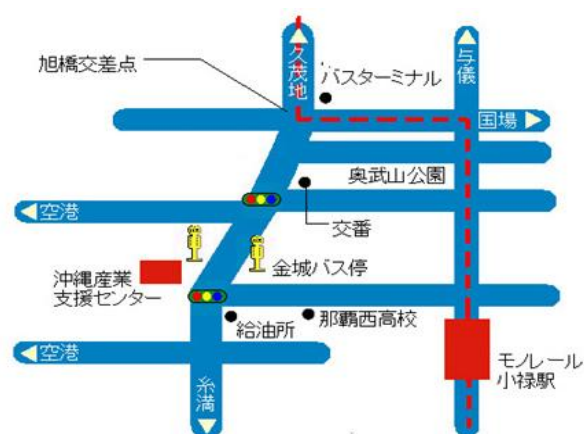 久茂地
与儀
旭橋交差点
バスターミナル
国場
奥武山公園
空港
交番
金城バス停
沖縄産業
支援センター
給油所
那覇西高校
モノレール
小禄駅
空港
糸満